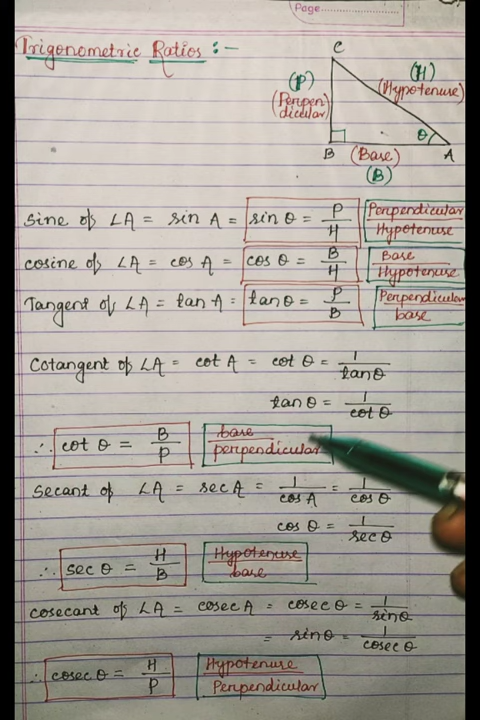 Page
Trigonometric Ratios :-
C
(P)
(Perpendicular)
(H)
(Hypotenuse)
θ
B
A
(Base)
(B)
Sine of ∠A = sin A = sin θ = P/H Perpendicular/Hypotenuse
cosine of ∠A = cos A = cos θ = B/H Base/Hypotenuse
Tangent of ∠A = tan A = tan θ = P/B Perpendicular/base
Cotangent of ∠A = cot A = cot θ = 1/tan θ
tan θ = 1/cot θ
∴ cot θ = B/P base/perpendicular
Secant of ∠A = sec A = 1/cos A = 1/cos θ
cos θ = 1/sec θ
∴ sec θ = H/B Hypotenuse/base
cosecant of ∠A = cosec A = cosec θ = 1/sin θ
= sin θ = 1/cosec θ
∴ cosec θ = H/P Hypotenuse/Perpendicular